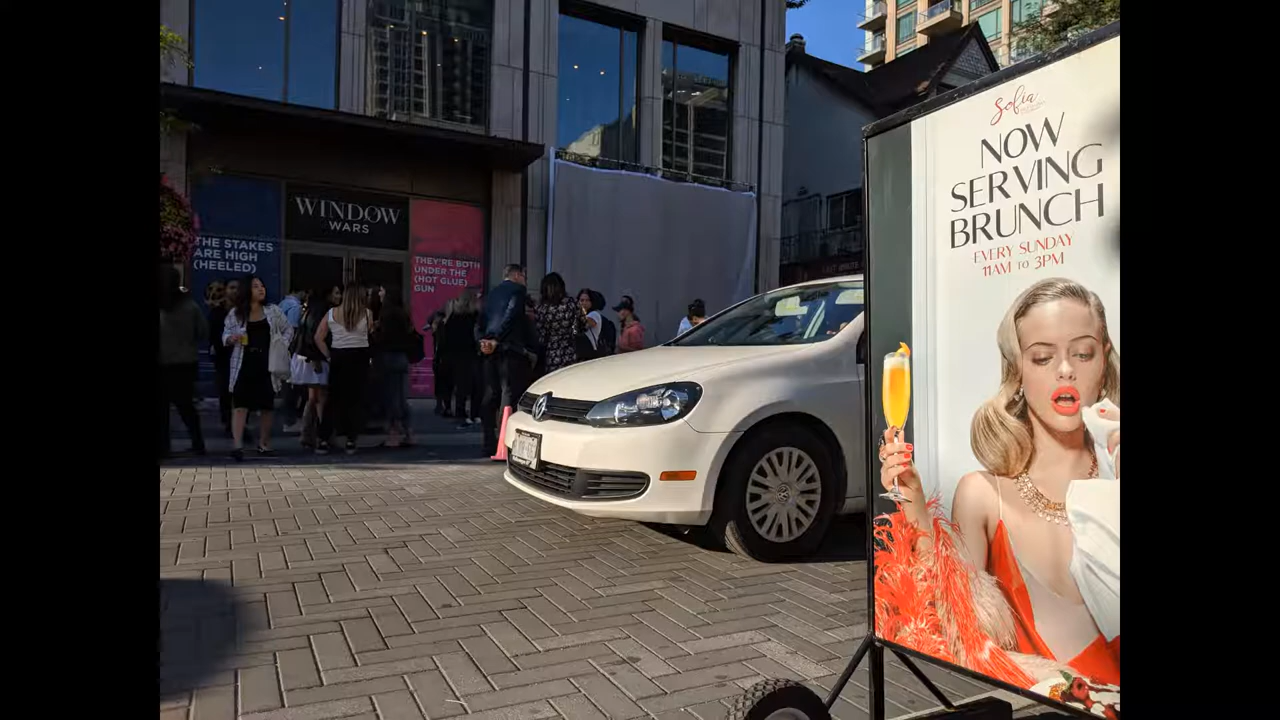 WINDOW
WARS
THE STAKES
ARE HIGH
(HEELED)
THEY'RE BOTH
UNDER THE
(HOT GLUE)
GUN
Sofia
NOW
SERVING
BRUNCH
EVERY SUNDAY
11AM TO 3PM